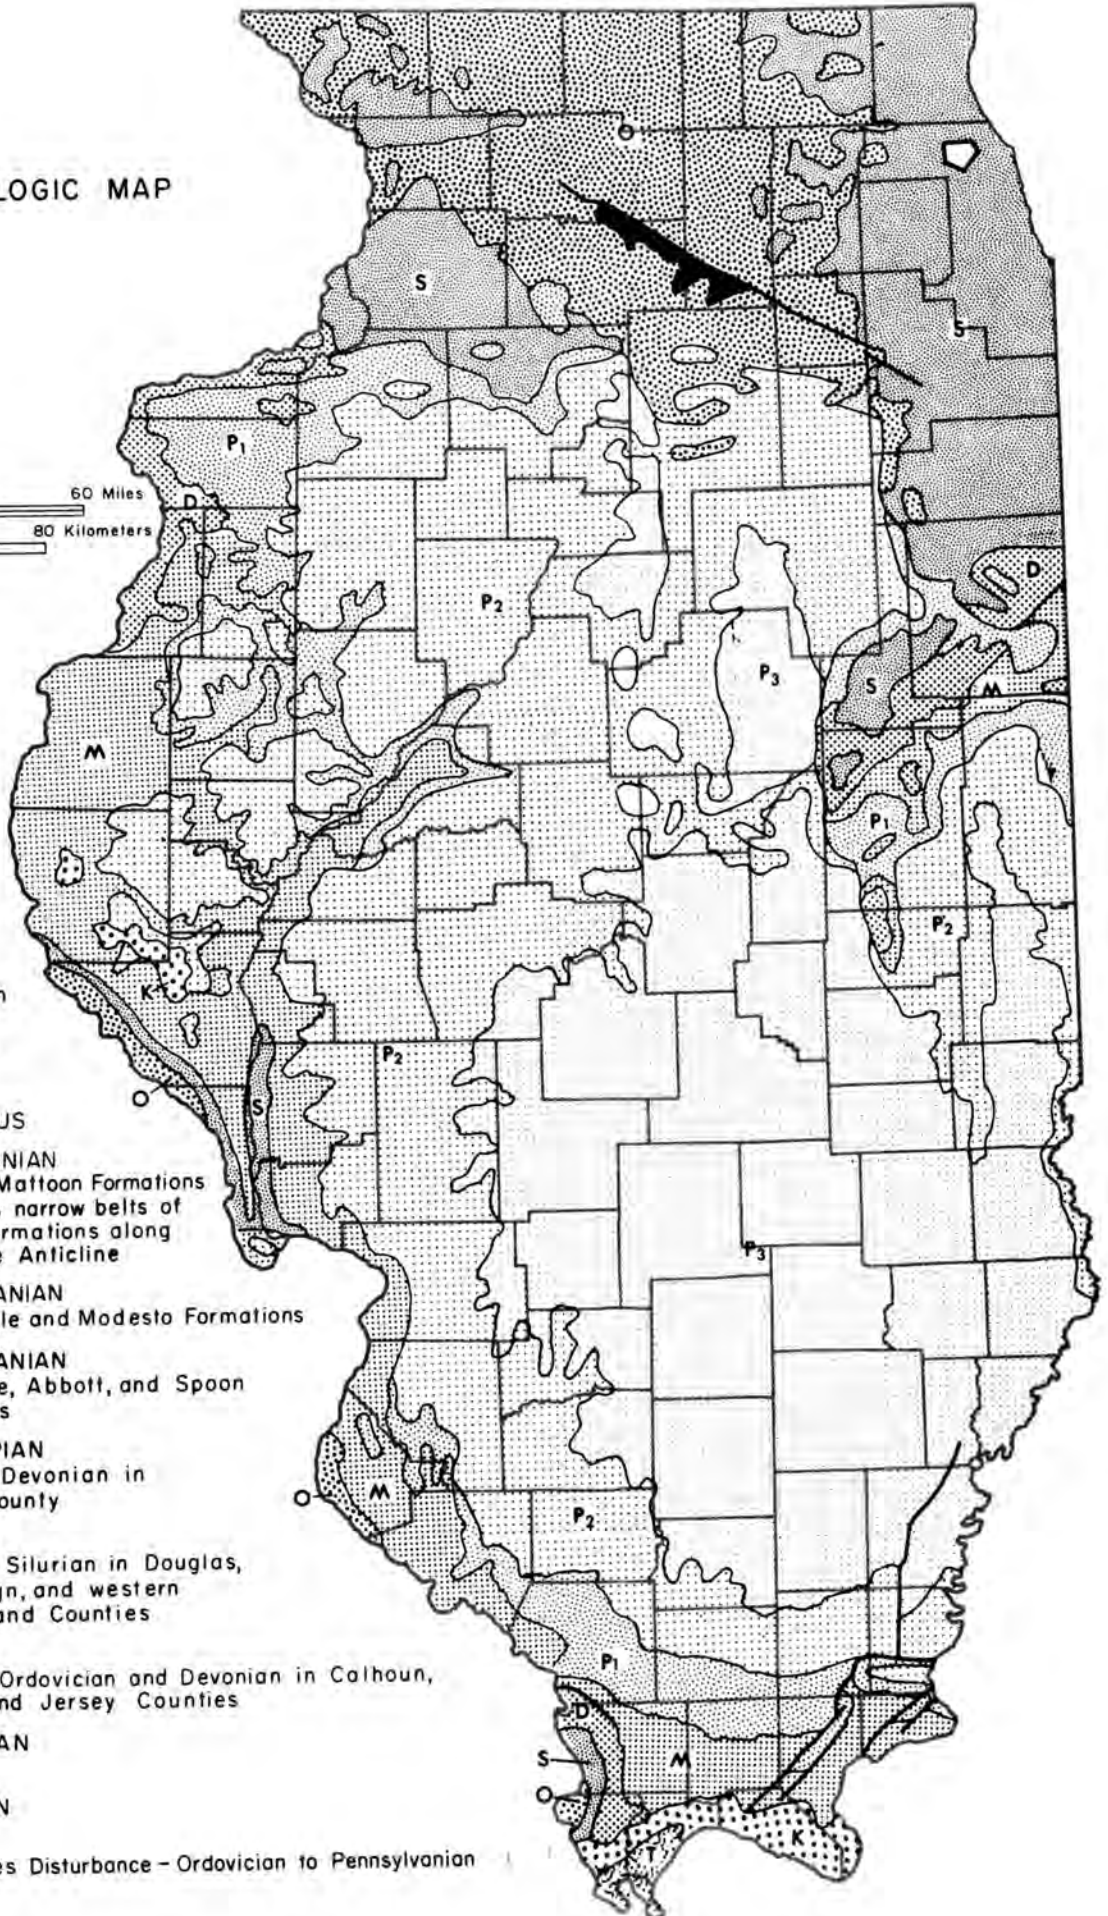 LOGIC MAP
60 Miles
80 Kilometers
US
NIAN
Mattoon Formations
narrow belts of
rmations along
e Anticline
ANIAN
le and Modesto Formations
ANIAN
e, Abbott, and Spoon
s
PIAN
Devonian in
ounty
Silurian in Douglas,
gn, and western
and Counties
Ordovician and Devonian in Calhoun,
nd Jersey Counties
AN
N
es Disturbance – Ordovician to Pennsylvanian
O
S
S
P1
D
P2
D
P3
S
M
M
P1
P2
K
P2
O
S
P3
M
O
P2
P1
D
M
S
O
K
T